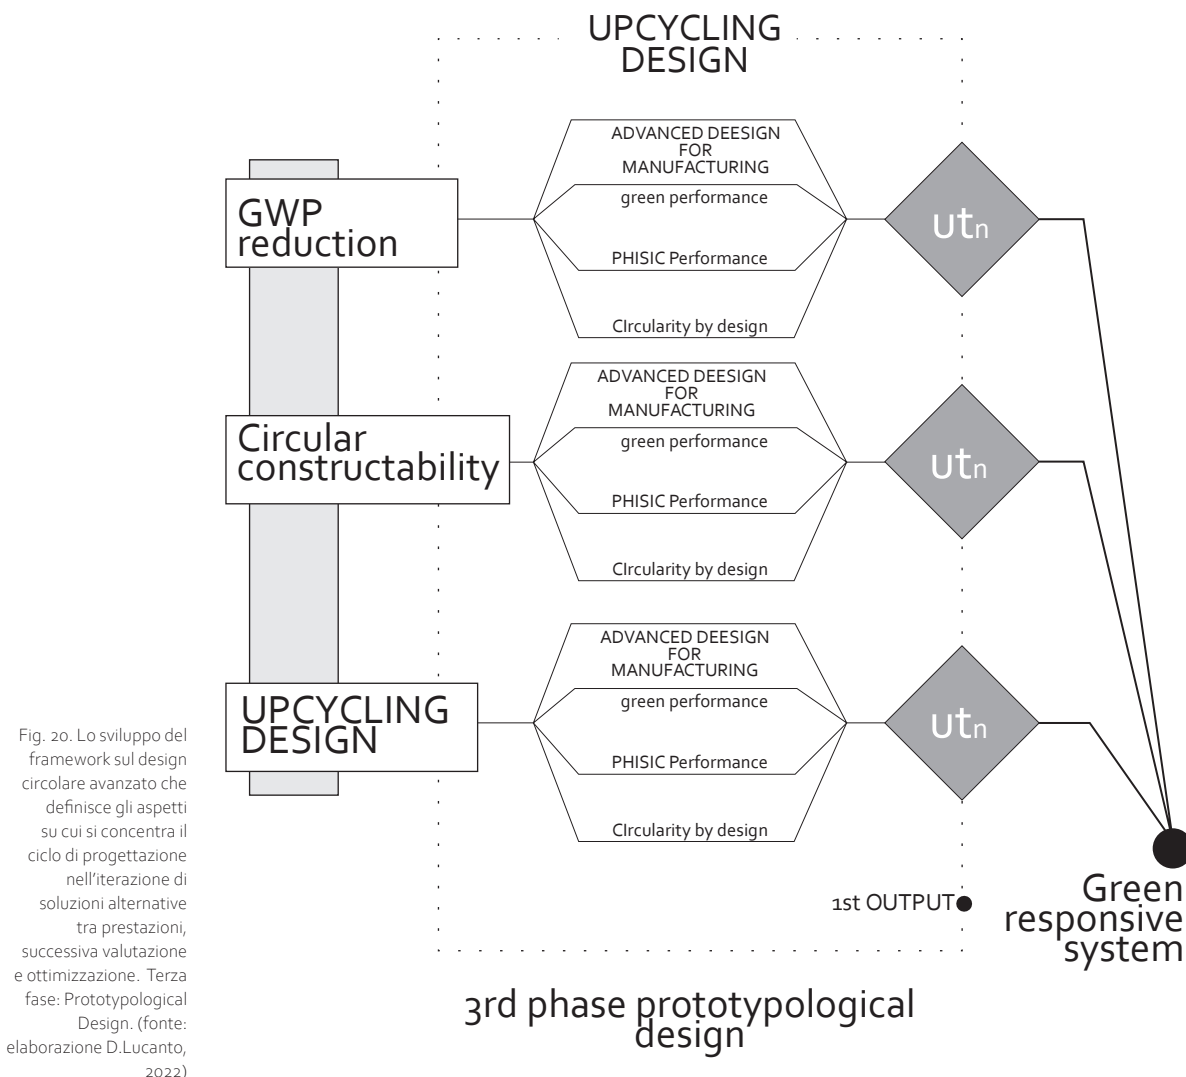 UPCYCLING
DESIGN
GWP
reduction
ADVANCED DEESIGN
FOR
MANUFACTURING
green performance
PHISIC Performance
CIrcularity by design
utn
Circular
constructability
ADVANCED DEESIGN
FOR
MANUFACTURING
green performance
PHISIC Performance
CIrcularity by design
utn
UPCYCLING
DESIGN
ADVANCED DEESIGN
FOR
MANUFACTURING
green performance
PHISIC Performance
CIrcularity by design
utn
1st OUTPUT
Green
responsive
system
3rd phase prototypological
design
Fig. 20. Lo sviluppo del
framework sul design
circolare avanzato che
definisce gli aspetti
su cui si concentra il
ciclo di progettazione
nell'iterazione di
soluzioni alternative
tra prestazioni,
successiva valutazione
e ottimizzazione. Terza
fase: Prototypological
Design. (fonte:
elaborazione D.Lucanto,
2022)